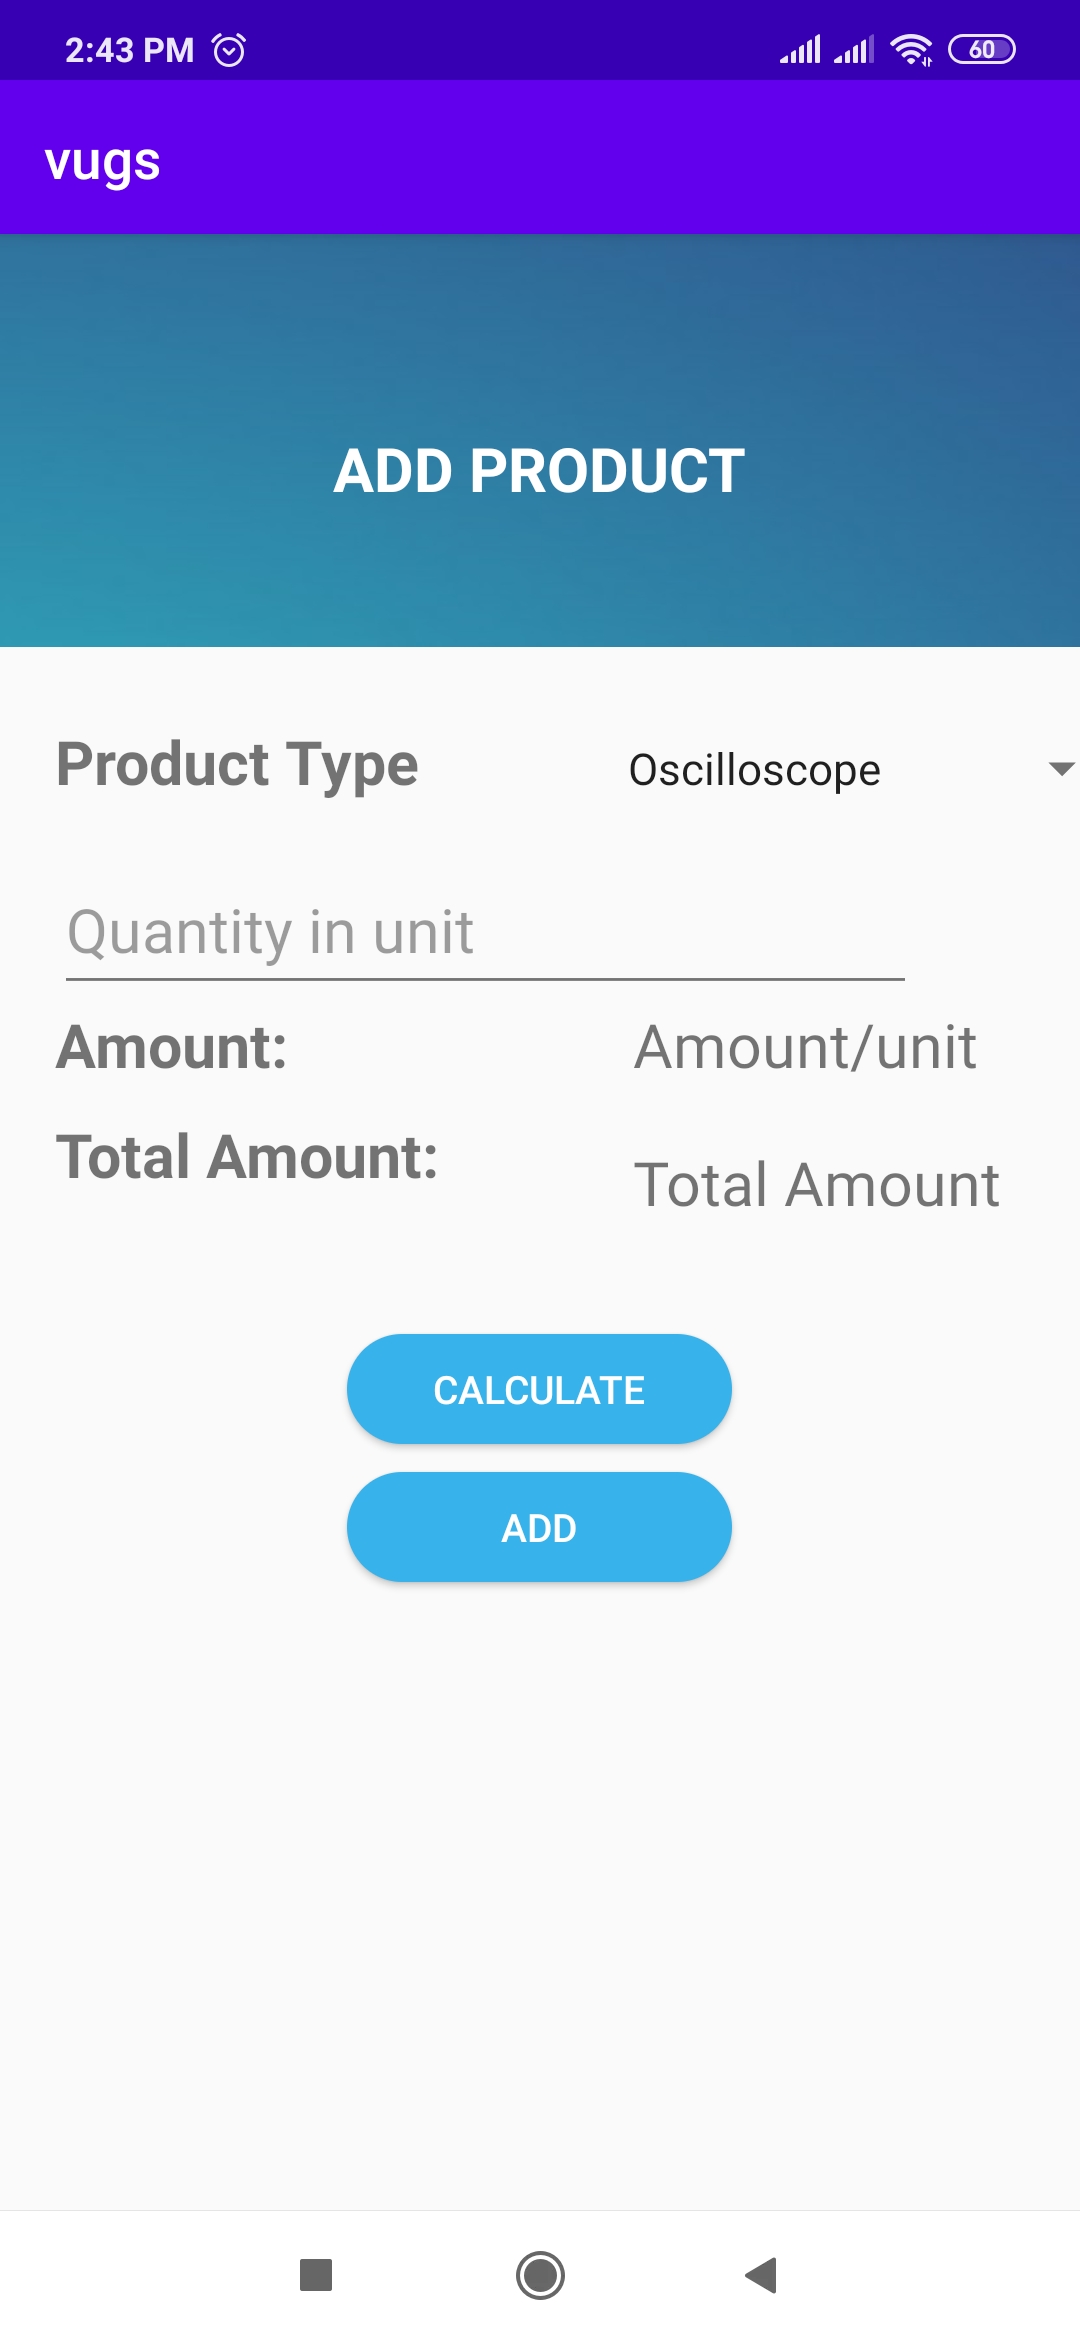 2:43 PM 60
vugs
ADD PRODUCT
Product Type Oscilloscope
Quantity in unit
Amount: Amount/unit
Total Amount: Total Amount
CALCULATE
ADD